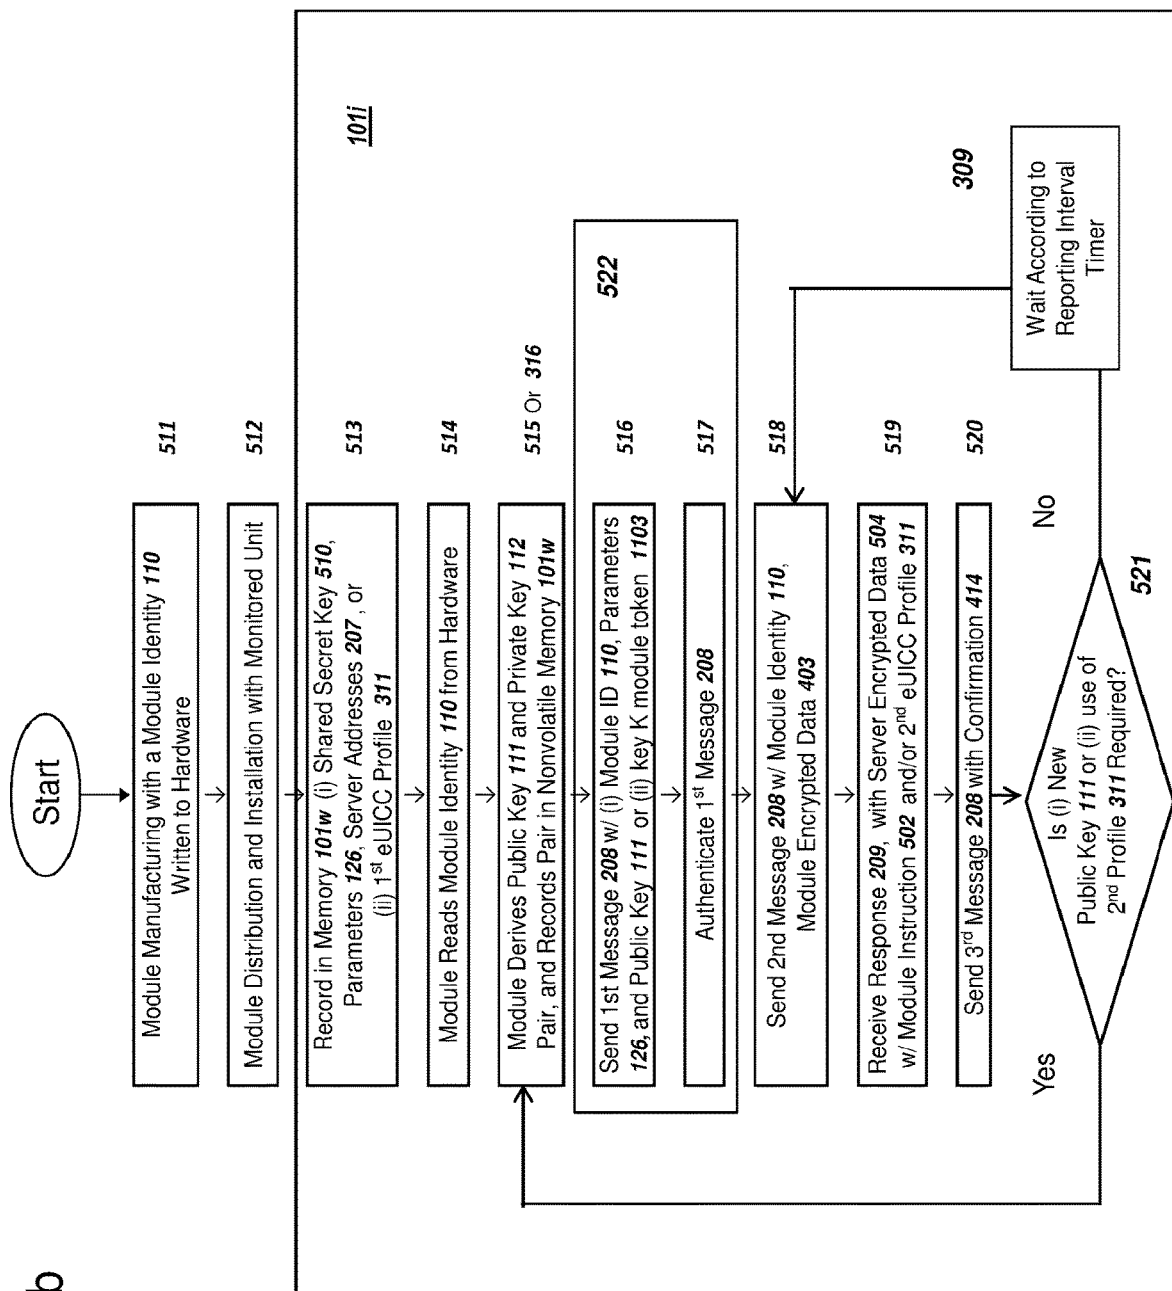 b
Start
Module Manufacturing with a Module Identity 110
Written to Hardware
511
Module Distribution and Installation with Monitored Unit
512
101i
Record in Memory 101w (i) Shared Secret Key 510,
Parameters 126, Server Addresses 207, or
(ii) 1st eUICC Profile 311
513
Module Reads Module Identity 110 from Hardware
514
Module Derives Public Key 111 and Private Key 112
Pair, and Records Pair in Nonvolatile Memory 101w
515 Or 316
522
Send 1st Message 208 w/ (i) Module ID 110, Parameters
126, and Public Key 111 or (ii) key K module token 1103
516
Authenticate 1st Message 208
517
Send 2nd Message 208 w/ Module Identity 110,
Module Encrypted Data 403
518
Receive Response 209, with Server Encrypted Data 504
w/ Module Instruction 502 and/or 2nd eUICC Profile 311
519
Send 3rd Message 208 with Confirmation 414
520
Yes
Is (i) New
Public Key 111 or (ii) use of
2nd Profile 311 Required?
521
No
309
Wait According to
Reporting Interval
Timer